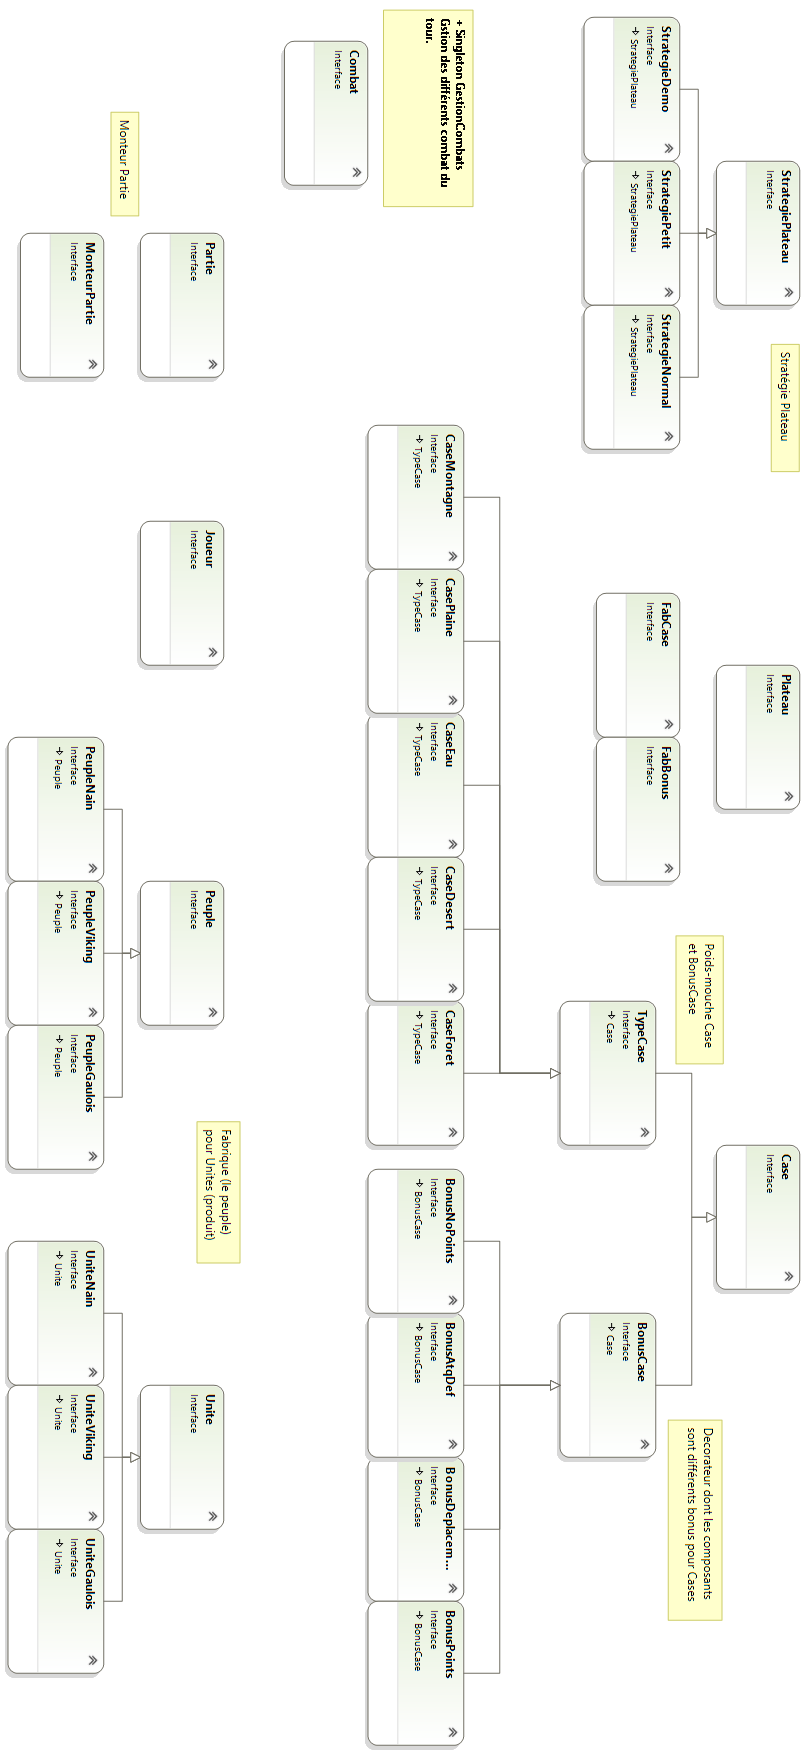 StrategiePlateau
Interface
Stratégie Plateau
Plateau
Interface
Case
Interface
StrategieDemo
Interface
StrategiePlateau
StrategiePetit
Interface
StrategiePlateau
StrategieNormal
Interface
StrategiePlateau
FabCase
Interface
FabBonus
Interface
Poids-mouche Case
et BonusCase
Decorateur dont les composants
sont différents bonus pour Cases
TypeCase
Interface
Case
BonusCase
Interface
Case
+ Singleton GestionCombats
Gstion des différents combat du
tour.
Combat
Interface
CaseMontagne
Interface
TypeCase
CasePlaine
Interface
TypeCase
CaseEau
Interface
TypeCase
CaseDesert
Interface
TypeCase
CaseForet
Interface
TypeCase
BonusNoPoints
Interface
BonusCase
BonusAtqDef
Interface
BonusCase
BonusDeplacem...
Interface
BonusCase
BonusPoints
Interface
BonusCase
Monteur Partie
Partie
Interface
Joueur
Interface
Peuple
Interface
Fabrique (le peuple)
pour Unites (produit)
Unite
Interface
MonteurPartie
Interface
PeupleNain
Interface
Peuple
PeupleViking
Interface
Peuple
PeupleGaulois
Interface
Peuple
UniteNain
Interface
Unite
UniteViking
Interface
Unite
UniteGaulois
Interface
Unite